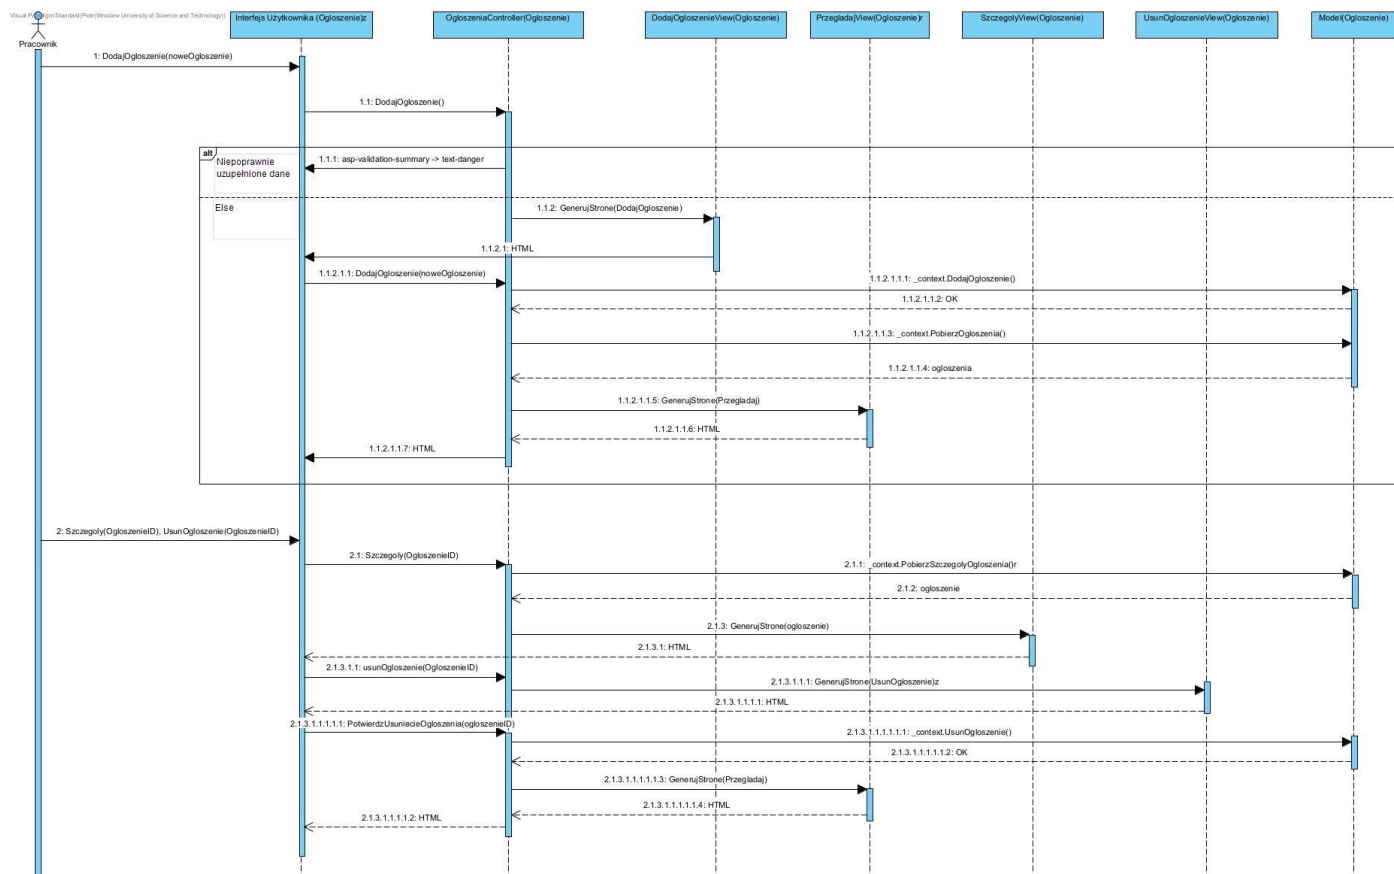 Visual Paradigm Standard(Piotr(Wroclaw University of Science and Technology))
Pracownik
Interfejs Użytkownika (Ogloszenie)z
OgloszeniaController(Ogloszenie)
DodajOgloszenieView(Ogloszenie)
PrzegladajView(Ogloszenie)r
SzczegolyView(Ogloszenie)
UsunOgloszenieView(Ogloszenie)
Model(Ogloszenie)
1: DodajOgloszenie(noweOgloszenie)
1.1: DodajOgloszenie()
alt
Niepoprawnie
uzupełnione dane
1.1.1: asp-validation-summary -> text-danger
Else
1.1.2: GenerujStrone(DodajOgloszenie)
1.1.2.1: HTML
1.1.2.1.1: DodajOgloszenie(noweOgloszenie)
1.1.2.1.1.1: _context.DodajOgloszenie()
1.1.2.1.1.2: OK
1.1.2.1.1.3: _context.PobierzOgloszenia()
1.1.2.1.1.4: ogloszenia
1.1.2.1.1.5: GenerujStrone(Przegladaj)
1.1.2.1.1.6: HTML
1.1.2.1.1.7: HTML
2: Szczegoly(OgloszenieID), UsunOgloszenie(OgloszenieID)
2.1: Szczegoly(OgloszenieID)
2.1.1: _context.PobierzSzczegolyOgloszenia()r
2.1.2: ogloszenie
2.1.3: GenerujStrone(ogloszenie)
2.1.3.1: HTML
2.1.3.1.1: usunOgloszenie(OgloszenieID)
2.1.3.1.1.1: GenerujStrone(UsunOgloszenie)z
2.1.3.1.1.1.1: HTML
2.1.3.1.1.1.1.1: PotwierdzUsuniecieOgloszenia(ogloszenieID)
2.1.3.1.1.1.1.1.1: _context.UsunOgloszenie()
2.1.3.1.1.1.1.1.2: OK
2.1.3.1.1.1.1.1.3: GenerujStrone(Przegladaj)
2.1.3.1.1.1.1.1.4: HTML
2.1.3.1.1.1.1.2: HTML